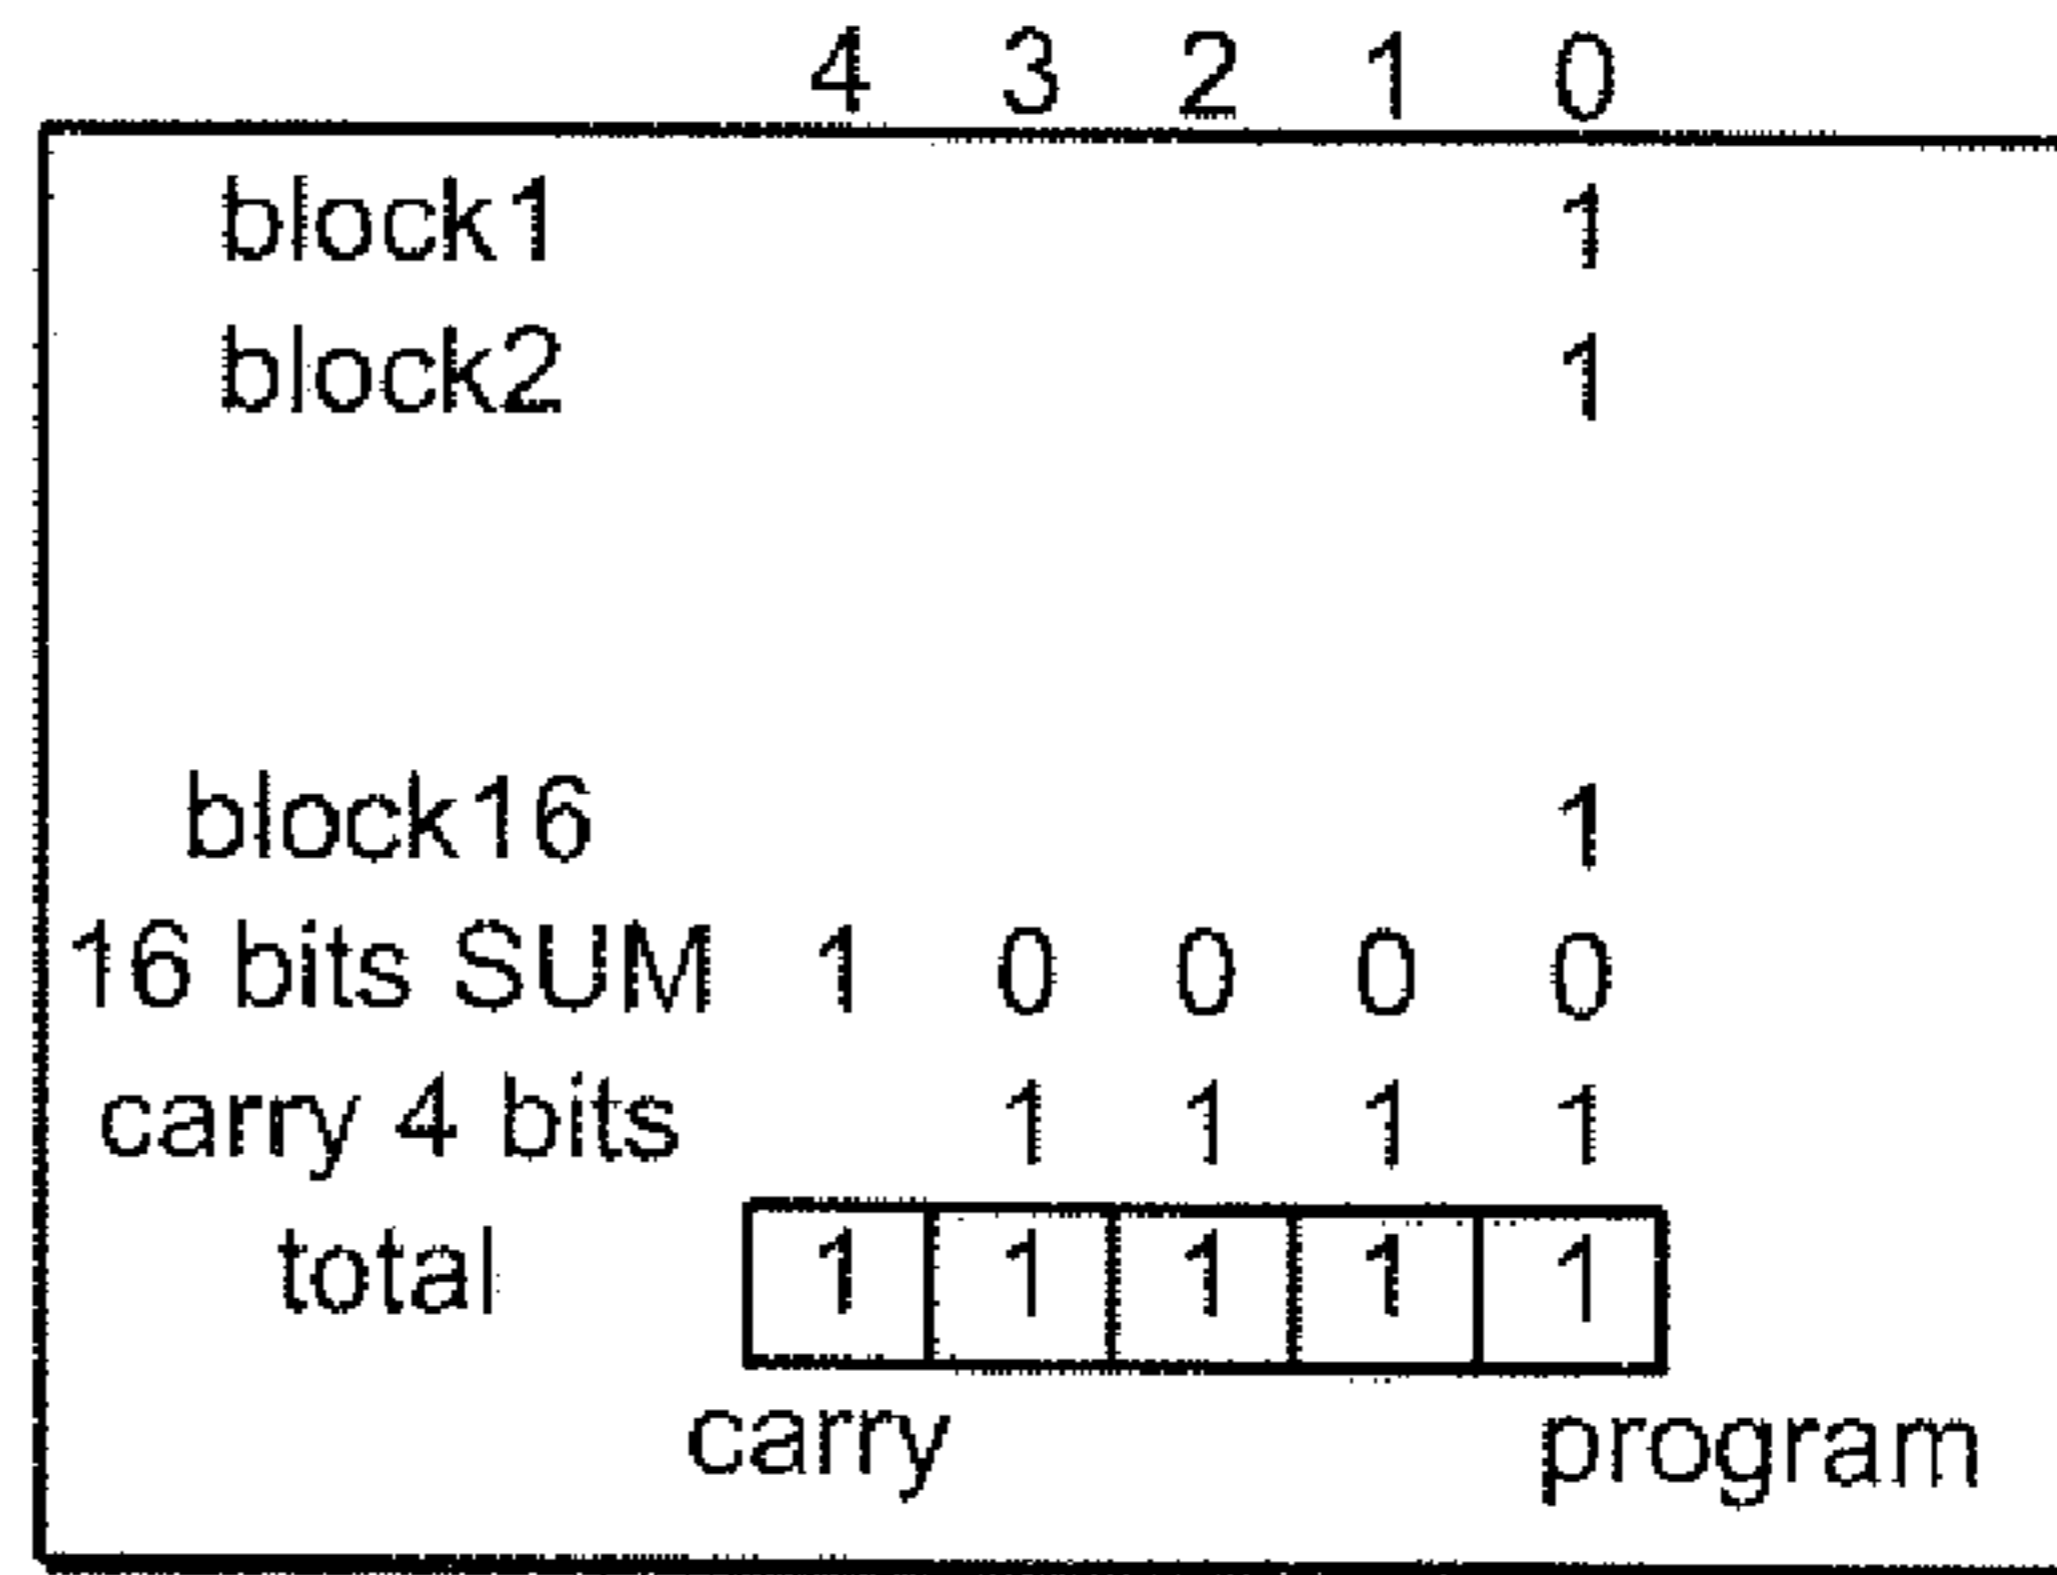 4 3 2 1 0
block1 1
block2 1
block16 1
16 bits SUM 1 0 0 0 0
carry 4 bits 1 1 1 1
total 1 1 1 1 1
carry program